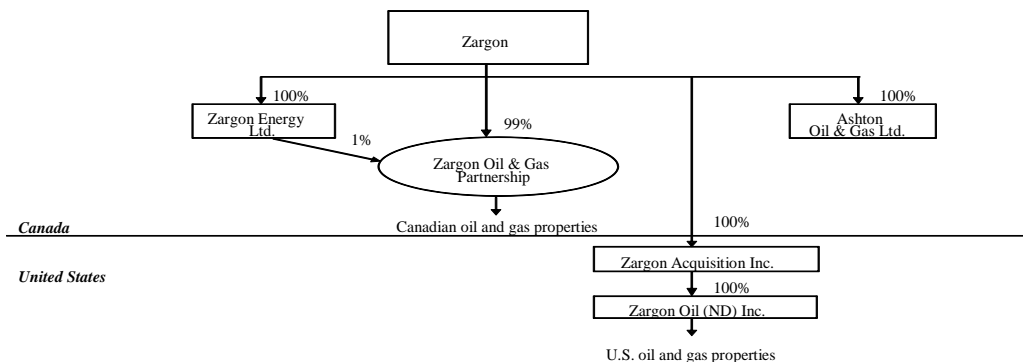 Zargon
100%
100%
Zargon Energy
Ltd.
99%
Ashton
Oil & Gas Ltd.
1%
Zargon Oil & Gas
Partnership
Canadian oil and gas properties
100%
Canada
Zargon Acquisition Inc.
United States
100%
Zargon Oil (ND) Inc.
U.S. oil and gas properties